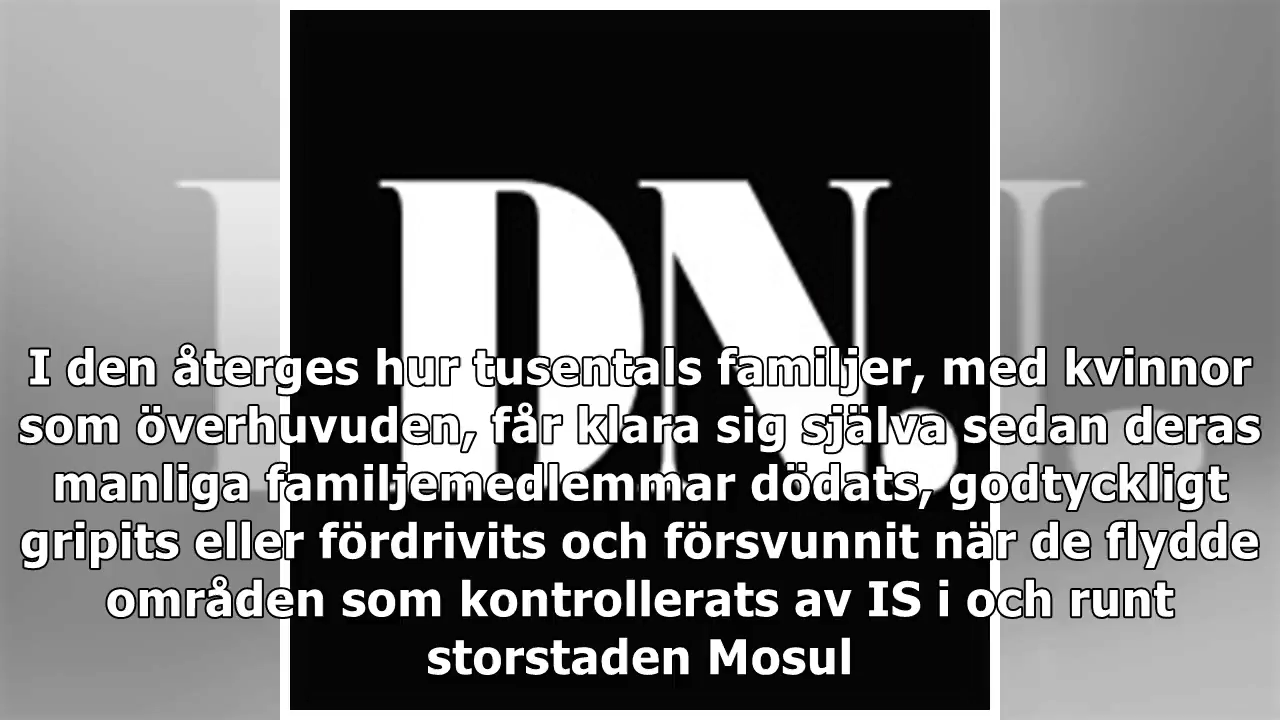 DN.
I den återges hur tusentals familjer, med kvinnor
som överhuvuden, får klara sig själva sedan deras
manliga familjemedlemmar dödats, godtyckligt
gripits eller fördrivits och försvunnit när de flydde
områden som kontrollerats av IS i och runt
storstaden Mosul